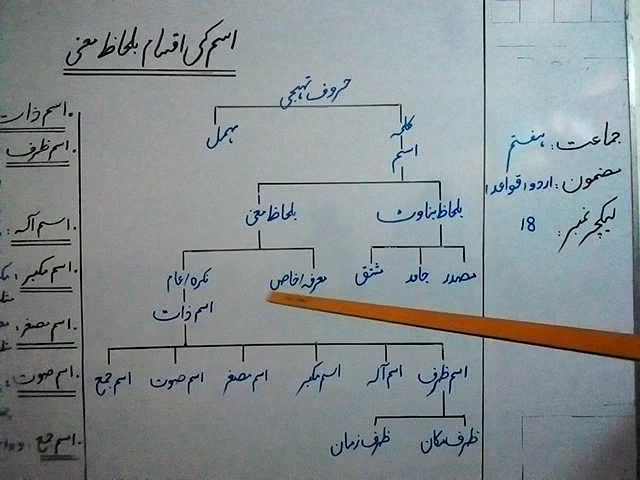 اسم کی اقسام بلحاظ معنی
حروف تہجی
کلمہ
مہمل
اسم
بلحاظ بناوٹ
بلحاظ معنی
مصدر
جامد
مشتق
معرفہ/خاص
نکرہ/عام
اسم ذات
اسم ظرف
اسم آلہ
اسم مکبر
اسم مصغر
اسم صوت
اسم جمع
ظرف مکان
ظرف زمان
جماعت: ہفتم
مضمون: اردو (قواعد)
لیکچر نمبر: 18
.اسم ذات
.اسم ظرف
.اسم آلہ:
.اسم مکبر:
.اسم مصغر:
.اسم صوت:
.اسم جمع: